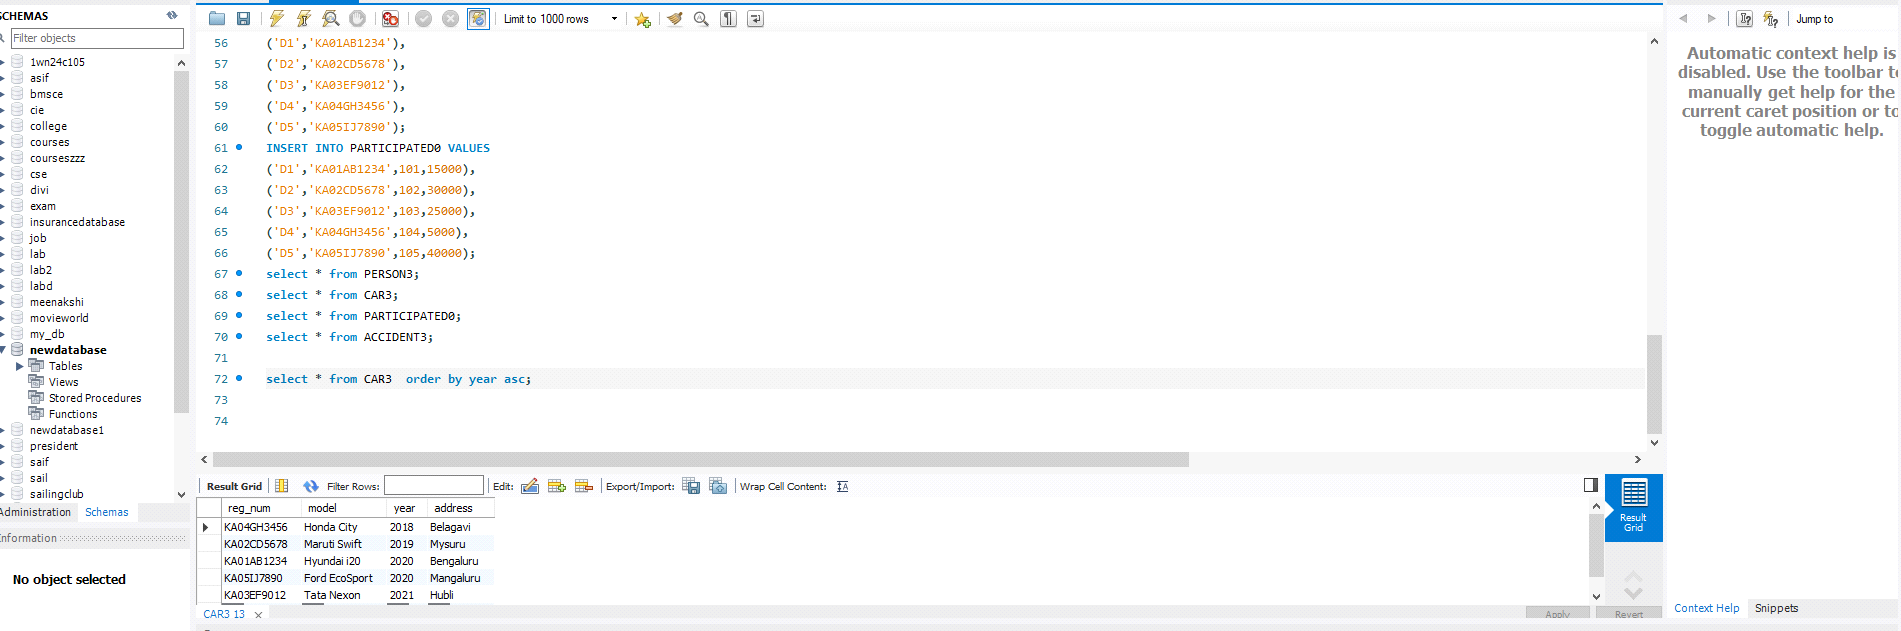 SCHEMAS
Filter objects
1wn24c105
asif
bmsce
cie
college
courses
courseszzz
cse
divi
exam
insurancedatabase
job
lab
lab2
labd
meenakshi
movieworld
my_db
newdatabase
Tables
Views
Stored Procedures
Functions
newdatabase1
president
saif
sail
sailingclub
Administration Schemas
Information
No object selected
Limit to 1000 rows
56 ('D1','KA01AB1234'),
57 ('D2','KA02CD5678'),
58 ('D3','KA03EF9012'),
59 ('D4','KA04GH3456'),
60 ('D5','KA05IJ7890');
61 INSERT INTO PARTICIPATED0 VALUES
62 ('D1','KA01AB1234',101,15000),
63 ('D2','KA02CD5678',102,30000),
64 ('D3','KA03EF9012',103,25000),
65 ('D4','KA04GH3456',104,5000),
66 ('D5','KA05IJ7890',105,40000);
67 select * from PERSON3;
68 select * from CAR3;
69 select * from PARTICIPATED0;
70 select * from ACCIDENT3;
71
72 select * from CAR3  order by year asc;
73
74
Result Grid Filter Rows: Edit: Export/Import: Wrap Cell Content:
reg_num model year address
KA04GH3456 Honda City 2018 Belagavi
KA02CD5678 Maruti Swift 2019 Mysuru
KA01AB1234 Hyundai i20 2020 Bengaluru
KA05IJ7890 Ford EcoSport 2020 Mangaluru
KA03EF9012 Tata Nexon 2021 Hubli
Result
Grid
CAR3 13
Apply Revert
Jump to
Automatic context help is
disabled. Use the toolbar to
manually get help for the
current caret position or to
toggle automatic help.
Context Help Snippets